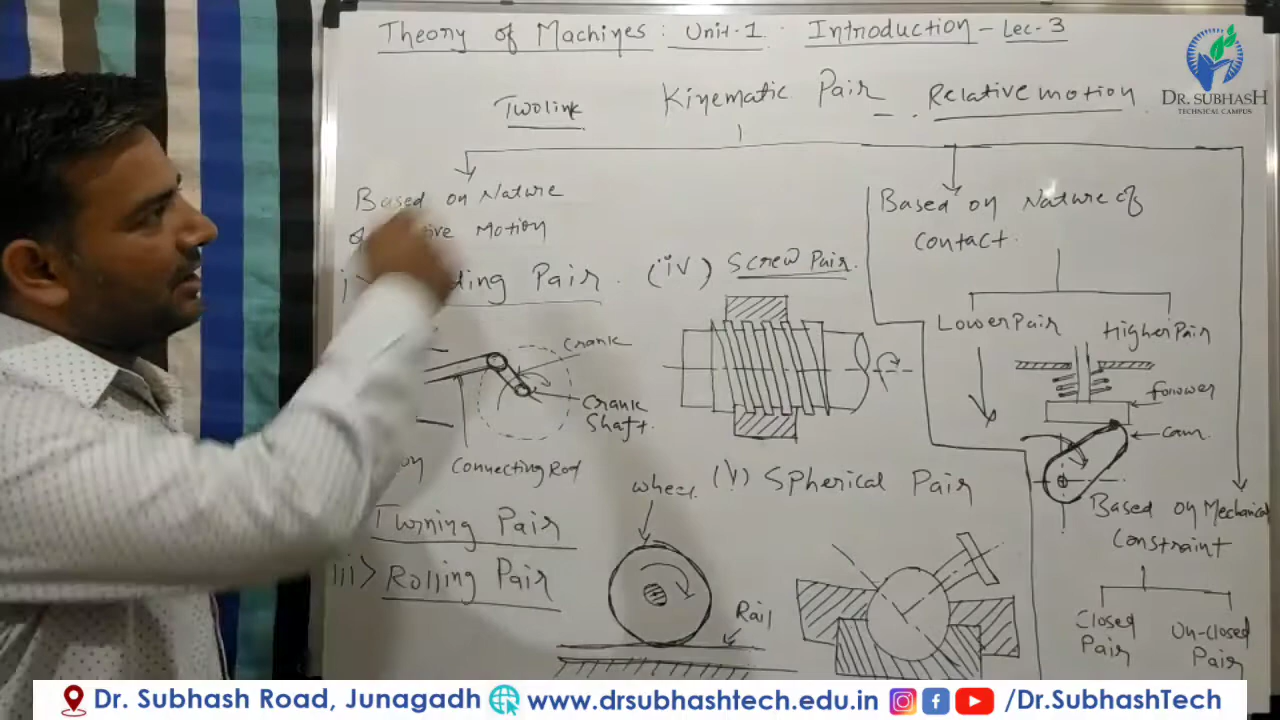 Theory of Machines : Unit-1 Introduction - Lec-3
DR. SUBHASH
TECHNICAL CAMPUS
Two link Kinematic Pair - Relative motion
Based on Nature
Motion
Pair
(iv) Screw Pair.
Based on Nature of
Contact.
Lower Pair
Higher Pair
Crank
Crank
Shaft.
Connecting Rod
follower
cam
Turning Pair
iii> Rolling Pair
wheel
Rail
(V) Spherical Pair
Based on Mechanical
Constraint
Closed
Pair
Un-closed
Pair
Dr. Subhash Road, Junagadh www.drsubhashtech.edu.in /Dr.SubhashTech